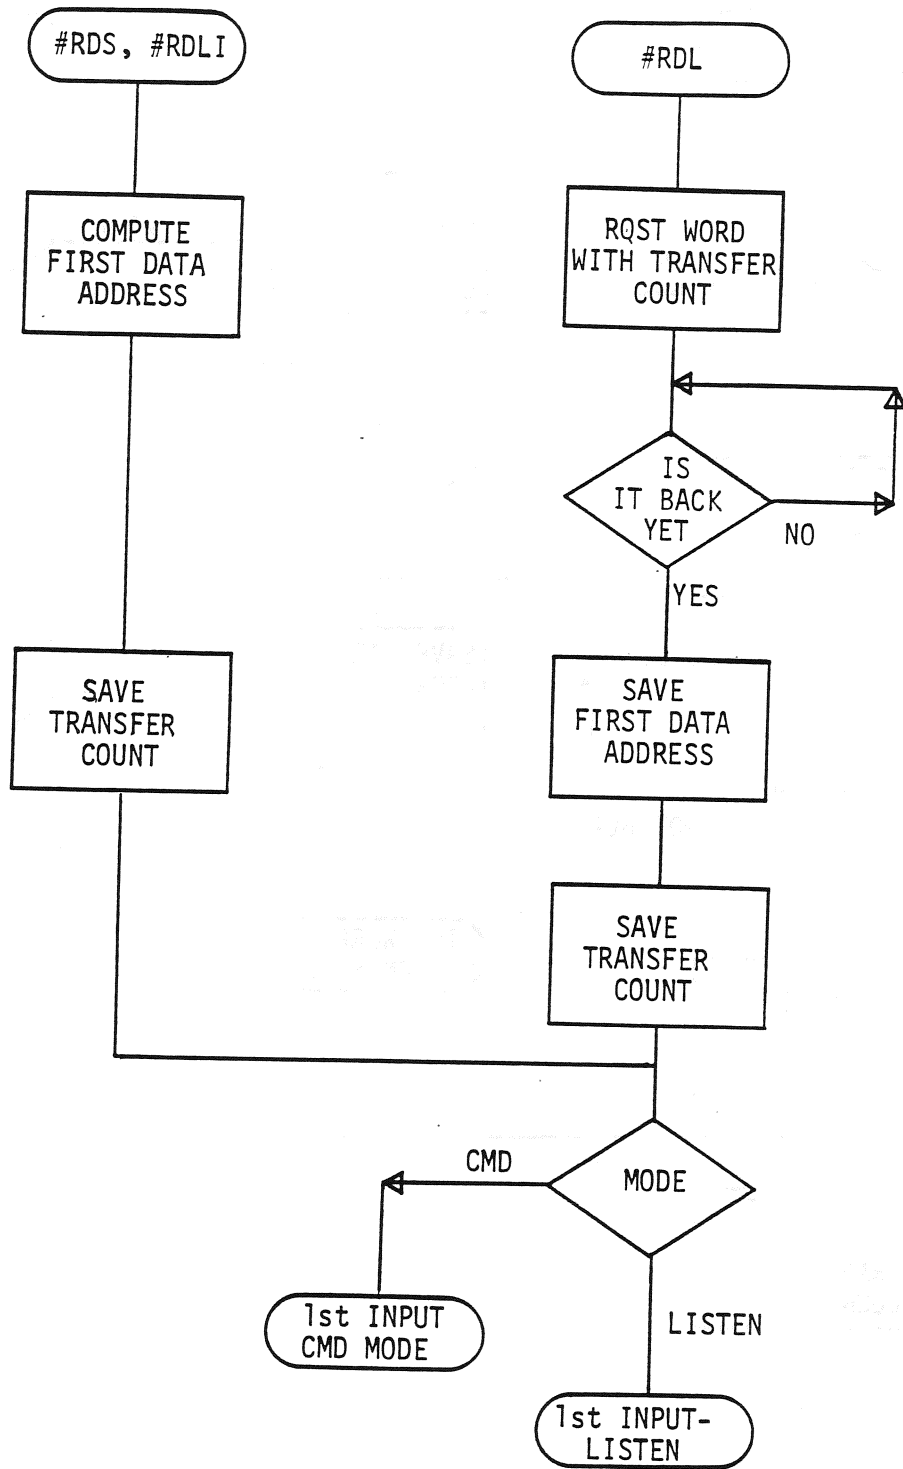 #RDS, #RDLI
COMPUTE
FIRST DATA
ADDRESS
SAVE
TRANSFER
COUNT
#RDL
RQST WORD
WITH TRANSFER
COUNT
IS
IT BACK
YET
NO
YES
SAVE
FIRST DATA
ADDRESS
SAVE
TRANSFER
COUNT
MODE
CMD
1st INPUT
CMD MODE
LISTEN
1st INPUT-
LISTEN